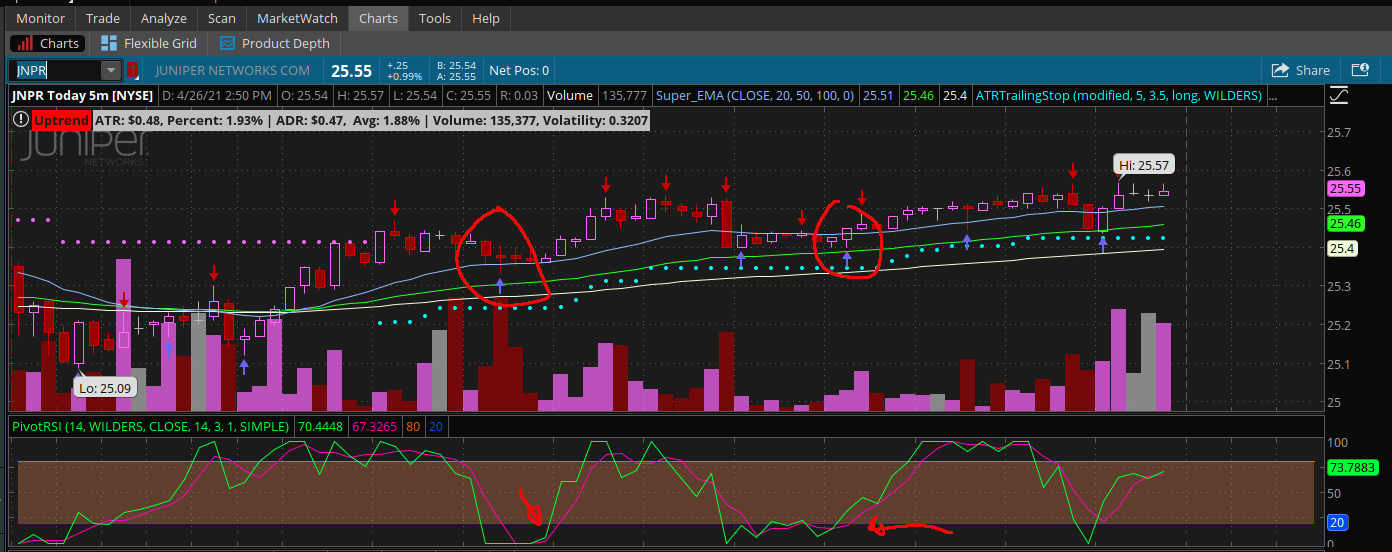 Monitor Trade Analyze Scan MarketWatch Charts Tools Help
Charts Flexible Grid Product Depth
JNPR JUNIPER NETWORKS COM 25.55 +.25 +0.99% B: 25.54 A: 25.55 Net Pos: 0 Share
JNPR Today 5m [NYSE] D: 4/26/21 2:50 PM O: 25.54 H: 25.57 L: 25.54 C: 25.55 R: 0.03 Volume 135,777 Super_EMA (CLOSE, 20, 50, 100, 0) 25.51 25.46 25.4 ATRTrailingStop (modified, 5, 3.5, long, WILDERS) ...
Uptrend ATR: $0.48, Percent: 1.93% | ADR: $0.47, Avg: 1.88% | Volume: 135,377, Volatility: 0.3207
JUNIPER
NETWORKS
25.7
Hi: 25.57
25.6
25.55
25.5
25.46
25.4
25.3
25.2
25.1
Lo: 25.09
25
PivotRSI (14, WILDERS, CLOSE, 14, 3, 1, SIMPLE) 70.4448 67.3265 80 20
100
73.7883
50
20
0